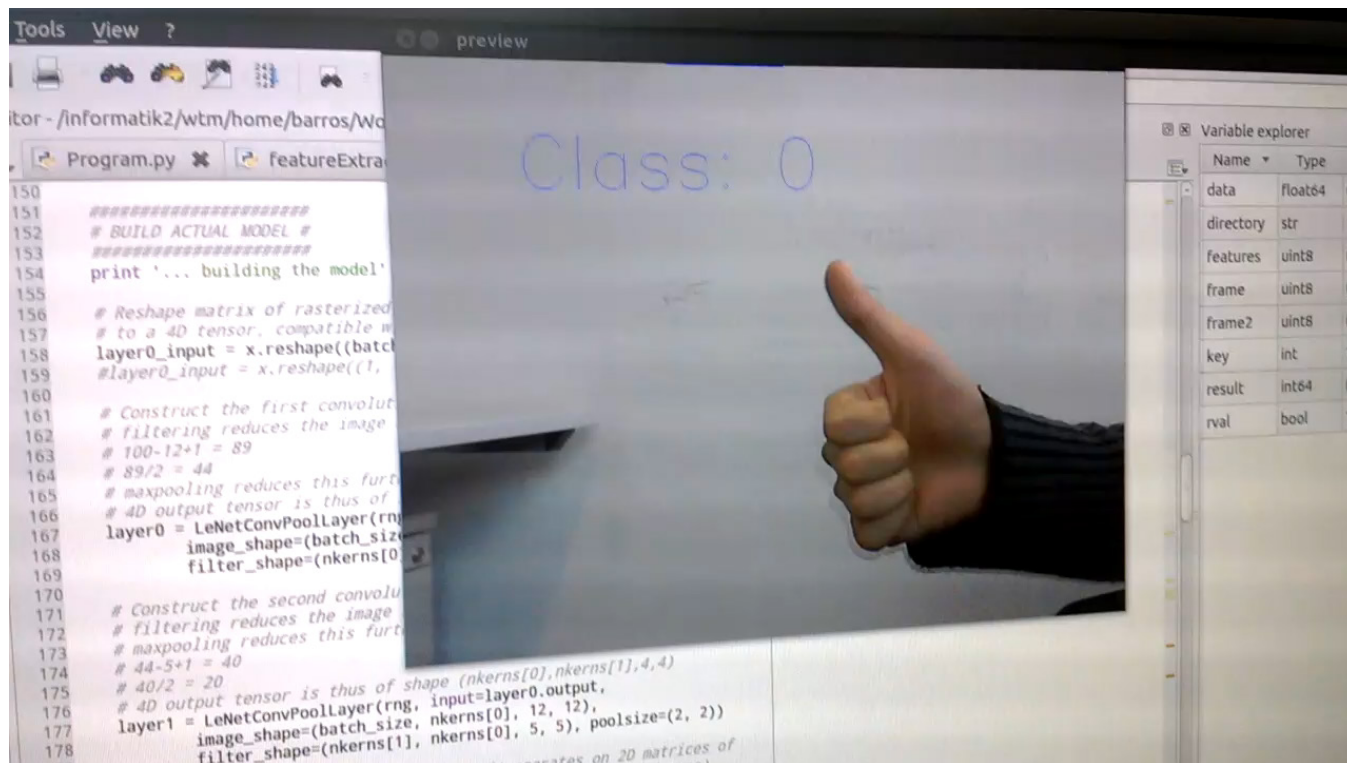 Tools View ?
preview
itor - /informatik2/wtm/home/barros/Wo
Program.py featureExtra
Class: 0
150
151 ######################
152 # BUILD ACTUAL MODEL #
153 ######################
154 print '... building the model'
155
156 # Reshape matrix of rasterized
157 # to a 4D tensor, compatible w
158 layer0_input = x.reshape((batch
159 #layer0_input = x.reshape((1,
160
161 # Construct the first convolut
162 # filtering reduces the image
163 # 100-12+1 = 89
164 # 89/2 = 44
165 # maxpooling reduces this furt
166 # 4D output tensor is thus of
167 layer0 = LeNetConvPoolLayer(rng
168 image_shape=(batch_size
169 filter_shape=(nkerns[0
170
171 # Construct the second convolu
172 # filtering reduces the image
173 # maxpooling reduces this furt
174 # 44-5+1 = 40
175 # 40/2 = 20
176 # 4D output tensor is thus of shape (nkerns[0],nkerns[1],4,4)
177 layer1 = LeNetConvPoolLayer(rng, input=layer0.output,
178 image_shape=(batch_size, nkerns[0], 12, 12),
filter_shape=(nkerns[1], nkerns[0], 5, 5), poolsize=(2, 2))
on 2D matrices of
Variable explorer
Name Type
data float64
directory str
features uint8
frame uint8
frame2 uint8
key int
result int64
rval bool